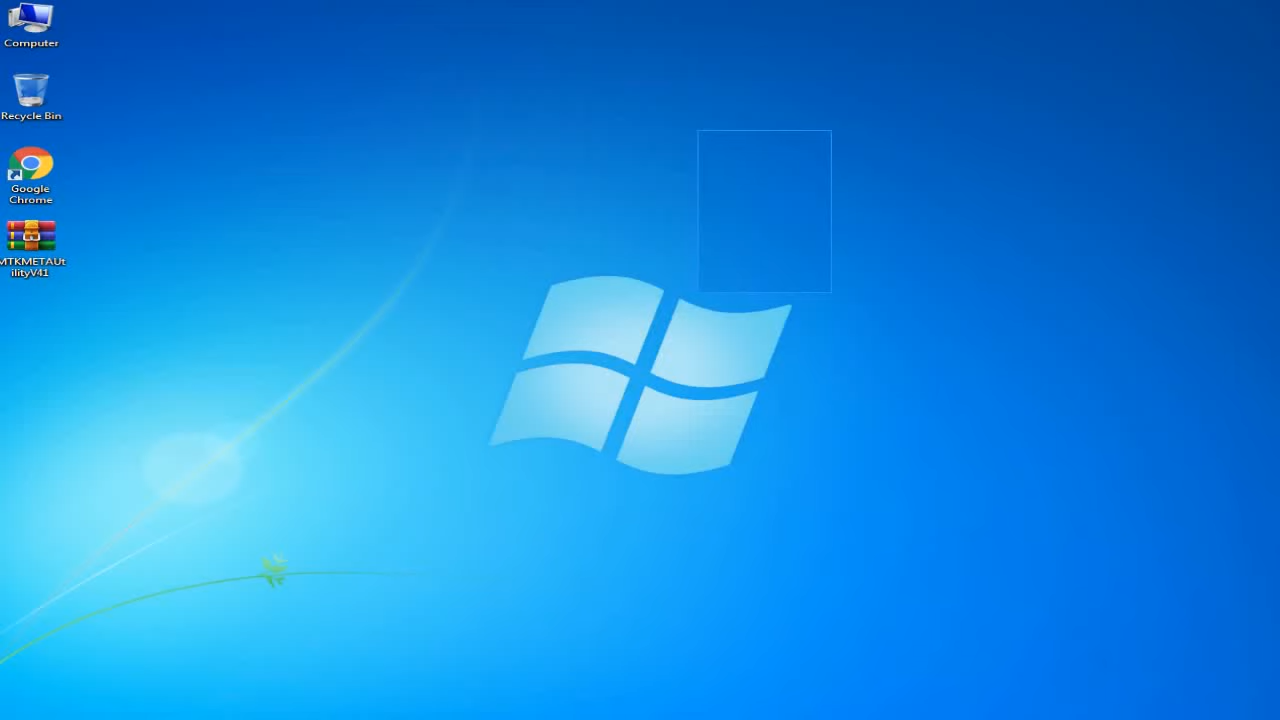 Computer
Recycle Bin
Google
Chrome
MTKMETAUt
ilityV41